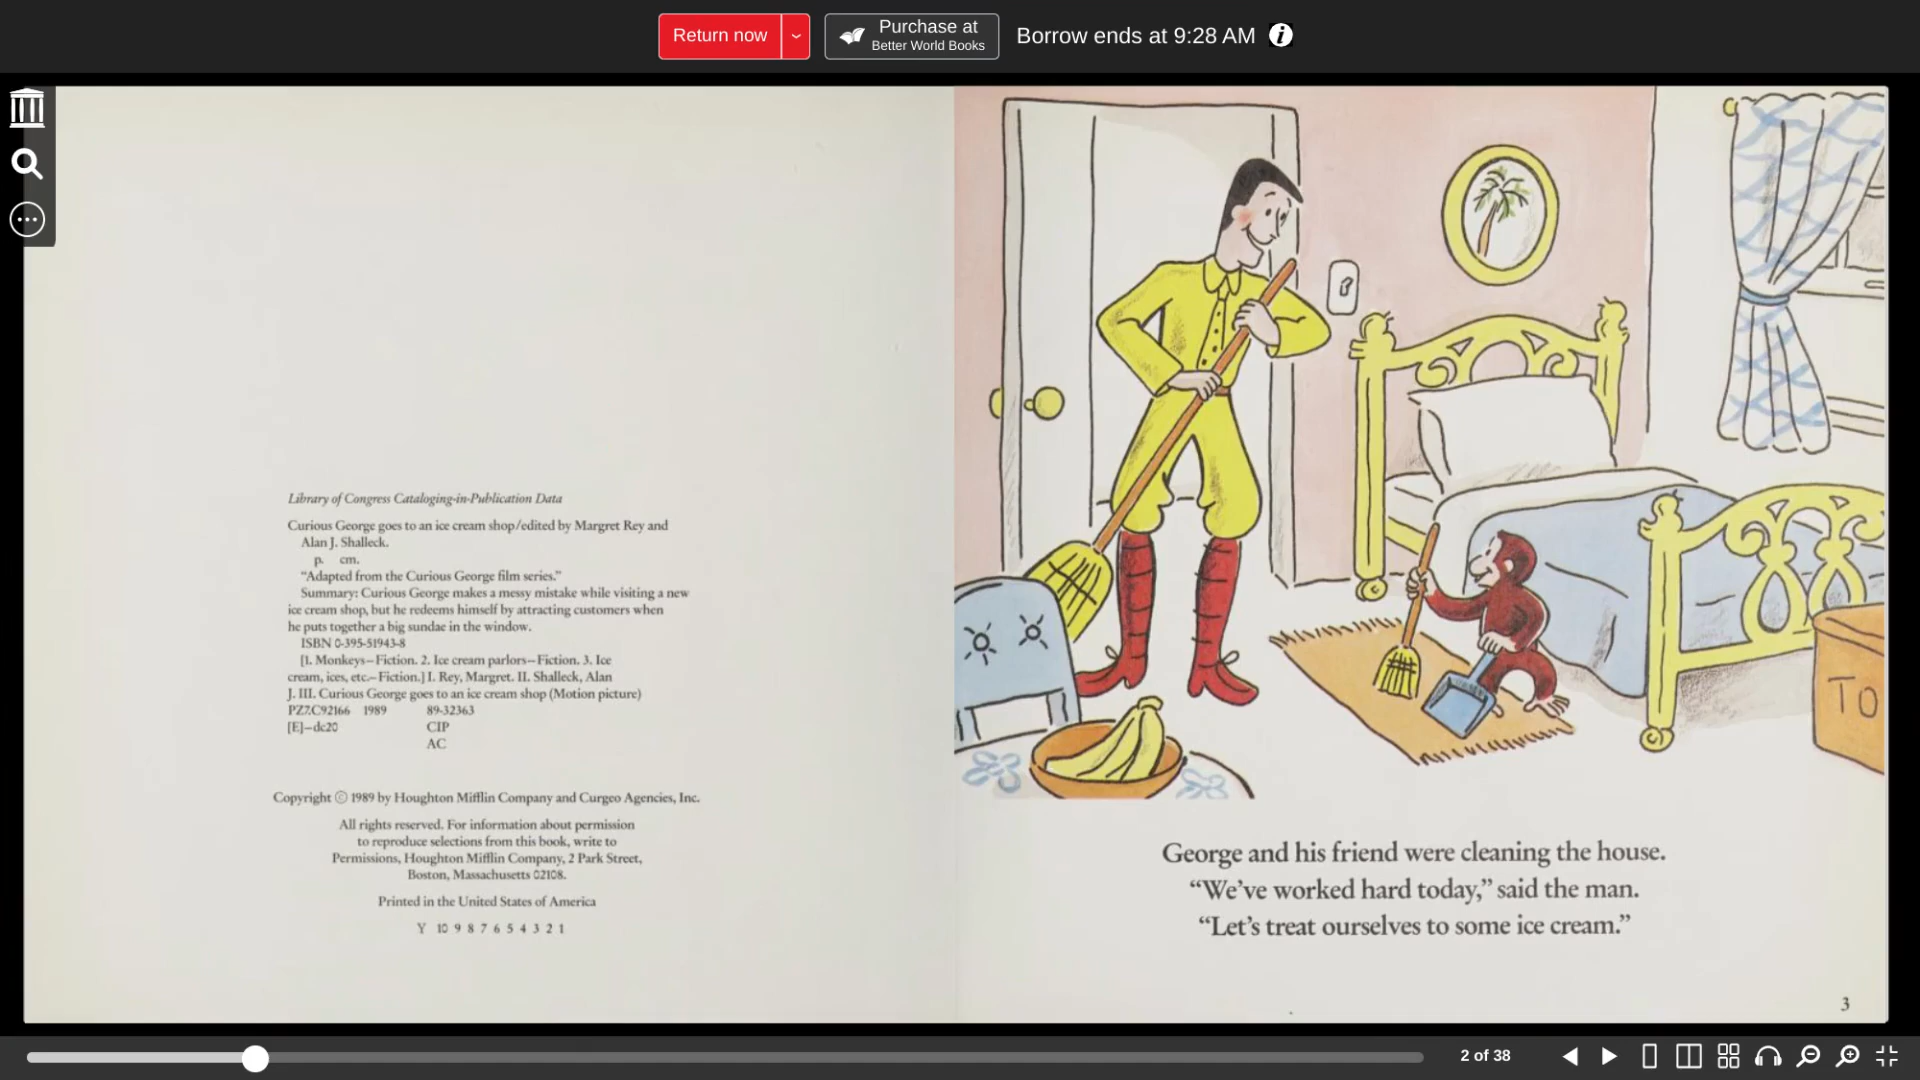 Return now
Purchase at
Better World Books
Borrow ends at 9:28 AM
Library of Congress Cataloging-in-Publication Data
Curious George goes to an ice cream shop/edited by Margret Rey and
Alan J. Shalleck.
p. cm.
“Adapted from the Curious George film series.”
Summary: Curious George makes a messy mistake while visiting a new
ice cream shop, but he redeems himself by attracting customers when
he puts together a big sundae in the window.
ISBN 0-395-51943-8
[1. Monkeys—Fiction. 2. Ice cream parlors—Fiction. 3. Ice
cream, ices, etc.—Fiction.] I. Rey, Margret. II. Shalleck, Alan
J. III. Curious George goes to an ice cream shop (Motion picture)
PZ7.C92166 1989 89-32363
[E]—dc20 CIP
AC
Copyright © 1989 by Houghton Mifflin Company and Curgeo Agencies, Inc.
All rights reserved. For information about permission
to reproduce selections from this book, write to
Permissions, Houghton Mifflin Company, 2 Park Street,
Boston, Massachusetts 02108.
Printed in the United States of America
Y 10 9 8 7 6 5 4 3 2 1
TO
George and his friend were cleaning the house.
“We’ve worked hard today,” said the man.
“Let’s treat ourselves to some ice cream.”
3
2 of 38